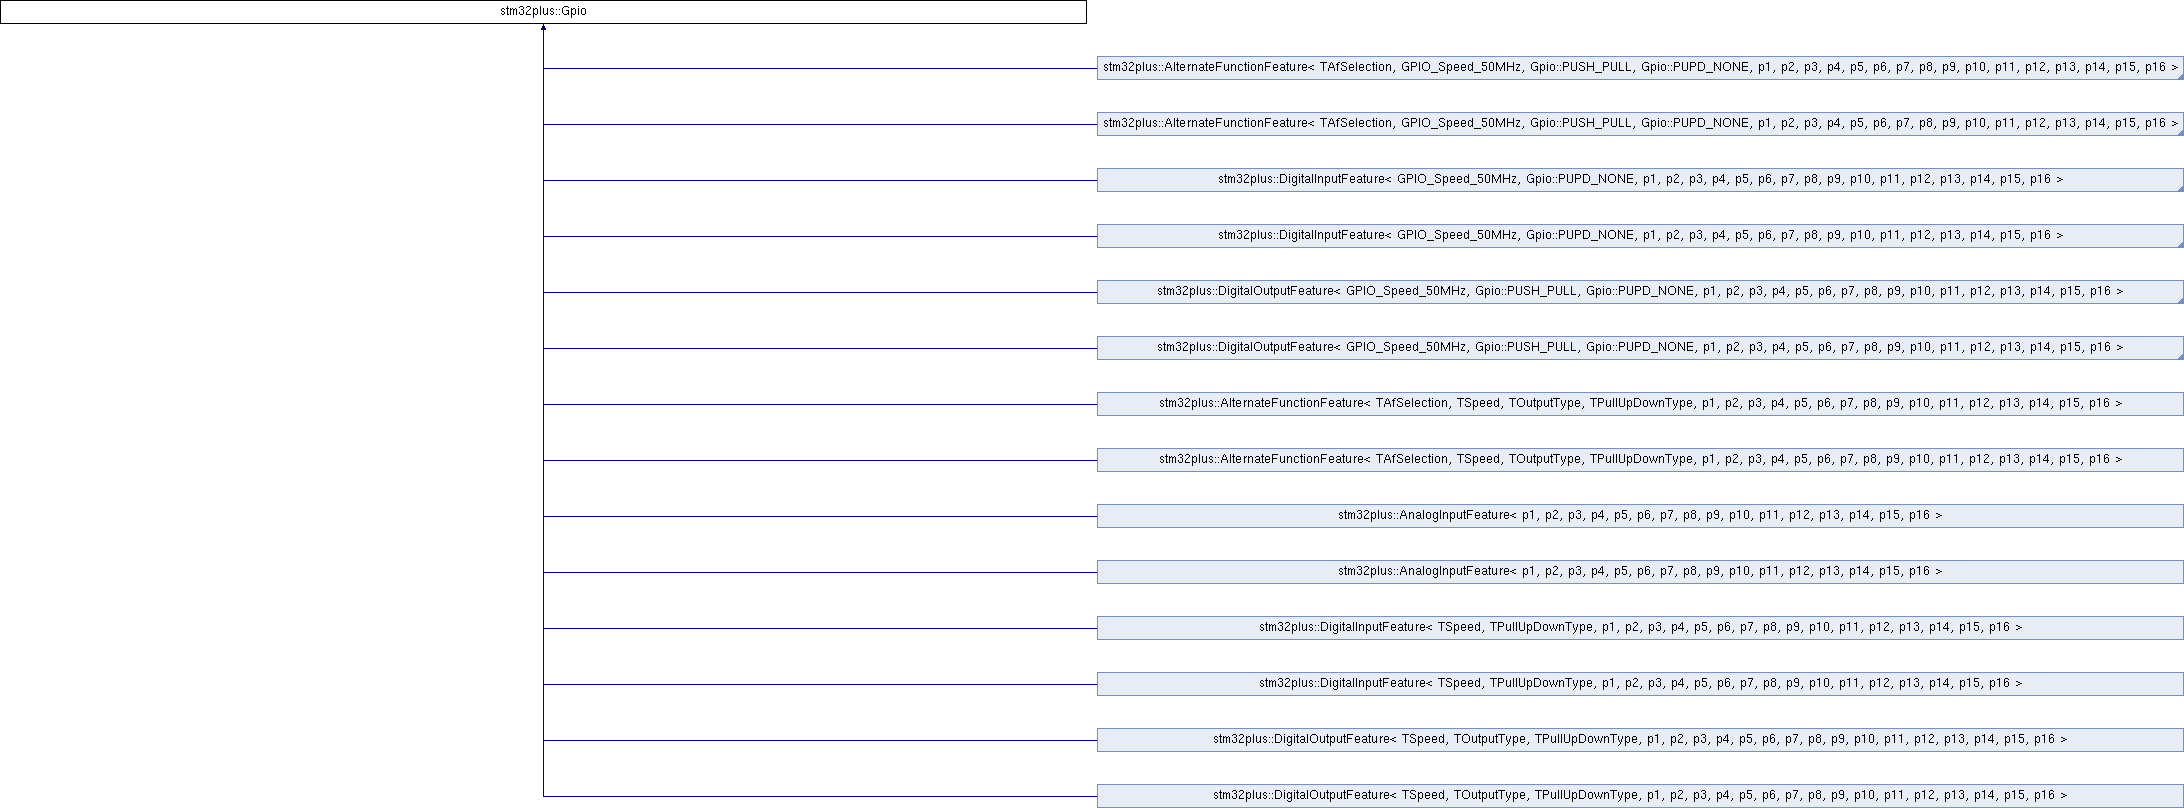 stm32plus::Gpio
stm32plus::AlternateFunctionFeature< TAfSelection, GPIO_Speed_50MHz, Gpio::PUSH_PULL, Gpio::PUPD_NONE, p1, p2, p3, p4, p5, p6, p7, p8, p9, p10, p11, p12, p13, p14, p15, p16 >
stm32plus::AlternateFunctionFeature< TAfSelection, GPIO_Speed_50MHz, Gpio::PUSH_PULL, Gpio::PUPD_NONE, p1, p2, p3, p4, p5, p6, p7, p8, p9, p10, p11, p12, p13, p14, p15, p16 >
stm32plus::DigitalInputFeature< GPIO_Speed_50MHz, Gpio::PUPD_NONE, p1, p2, p3, p4, p5, p6, p7, p8, p9, p10, p11, p12, p13, p14, p15, p16 >
stm32plus::DigitalInputFeature< GPIO_Speed_50MHz, Gpio::PUPD_NONE, p1, p2, p3, p4, p5, p6, p7, p8, p9, p10, p11, p12, p13, p14, p15, p16 >
stm32plus::DigitalOutputFeature< GPIO_Speed_50MHz, Gpio::PUSH_PULL, Gpio::PUPD_NONE, p1, p2, p3, p4, p5, p6, p7, p8, p9, p10, p11, p12, p13, p14, p15, p16 >
stm32plus::DigitalOutputFeature< GPIO_Speed_50MHz, Gpio::PUSH_PULL, Gpio::PUPD_NONE, p1, p2, p3, p4, p5, p6, p7, p8, p9, p10, p11, p12, p13, p14, p15, p16 >
stm32plus::AlternateFunctionFeature< TAfSelection, TSpeed, TOutputType, TPullUpDownType, p1, p2, p3, p4, p5, p6, p7, p8, p9, p10, p11, p12, p13, p14, p15, p16 >
stm32plus::AlternateFunctionFeature< TAfSelection, TSpeed, TOutputType, TPullUpDownType, p1, p2, p3, p4, p5, p6, p7, p8, p9, p10, p11, p12, p13, p14, p15, p16 >
stm32plus::AnalogInputFeature< p1, p2, p3, p4, p5, p6, p7, p8, p9, p10, p11, p12, p13, p14, p15, p16 >
stm32plus::AnalogInputFeature< p1, p2, p3, p4, p5, p6, p7, p8, p9, p10, p11, p12, p13, p14, p15, p16 >
stm32plus::DigitalInputFeature< TSpeed, TPullUpDownType, p1, p2, p3, p4, p5, p6, p7, p8, p9, p10, p11, p12, p13, p14, p15, p16 >
stm32plus::DigitalInputFeature< TSpeed, TPullUpDownType, p1, p2, p3, p4, p5, p6, p7, p8, p9, p10, p11, p12, p13, p14, p15, p16 >
stm32plus::DigitalOutputFeature< TSpeed, TOutputType, TPullUpDownType, p1, p2, p3, p4, p5, p6, p7, p8, p9, p10, p11, p12, p13, p14, p15, p16 >
stm32plus::DigitalOutputFeature< TSpeed, TOutputType, TPullUpDownType, p1, p2, p3, p4, p5, p6, p7, p8, p9, p10, p11, p12, p13, p14, p15, p16 >